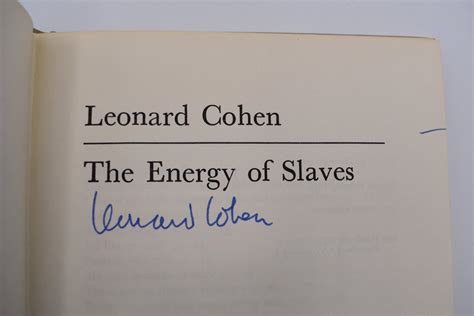 Leonard Cohen
The Energy of Slaves
Leonard Cohen